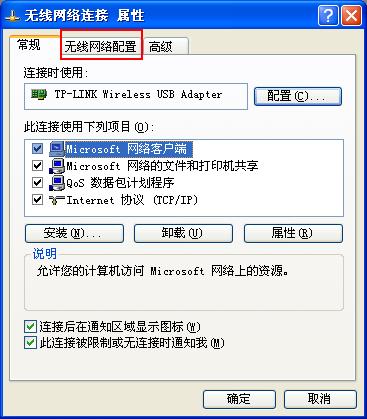 无线网络连接 属性
常规 无线网络配置 高级
连接时使用:
TP-LINK Wireless USB Adapter 配置(C)...
此连接使用下列项目(O):
Microsoft 网络客户端
Microsoft 网络的文件和打印机共享
QoS 数据包计划程序
Internet 协议 (TCP/IP)
安装(N)... 卸载(U) 属性(R)
说明
允许您的计算机访问 Microsoft 网络上的资源。
连接后在通知区域显示图标(W)
此连接被限制或无连接时通知我(M)
确定 取消